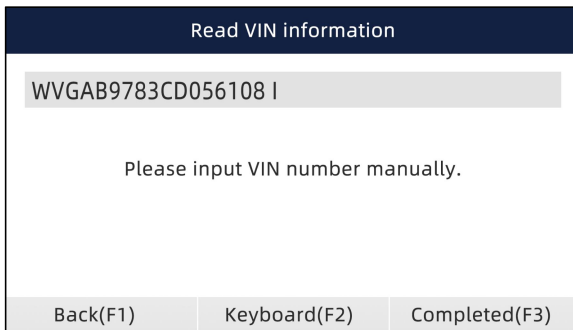 Read VIN information
WVGAB9783CD056108 I
Please input VIN number manually.
Back(F1) Keyboard(F2) Completed(F3)